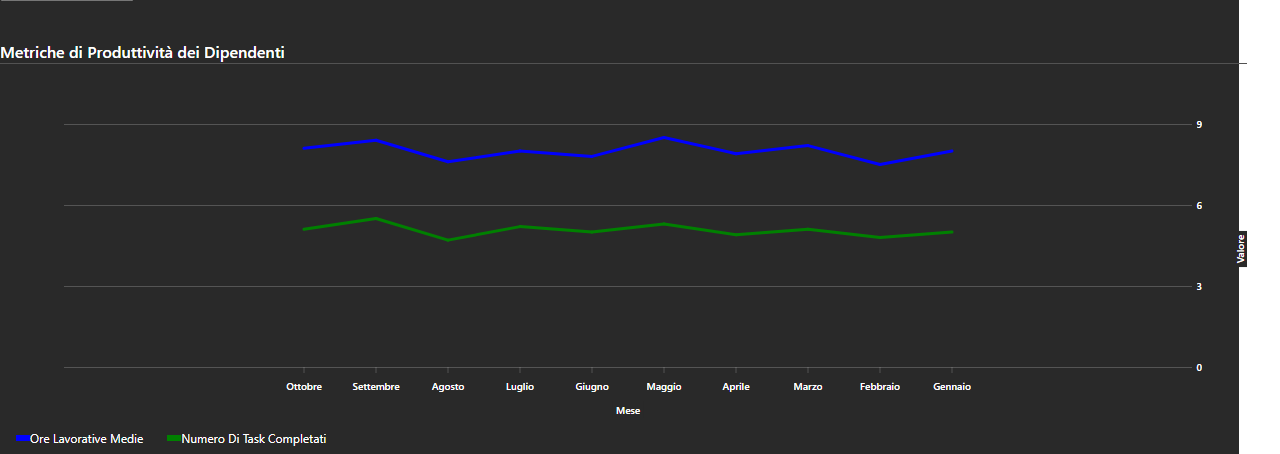 Metriche di Produttività dei Dipendenti
9
6
3
0
Valore
Ottobre Settembre Agosto Luglio Giugno Maggio Aprile Marzo Febbraio Gennaio
Mese
Ore Lavorative Medie Numero Di Task Completati